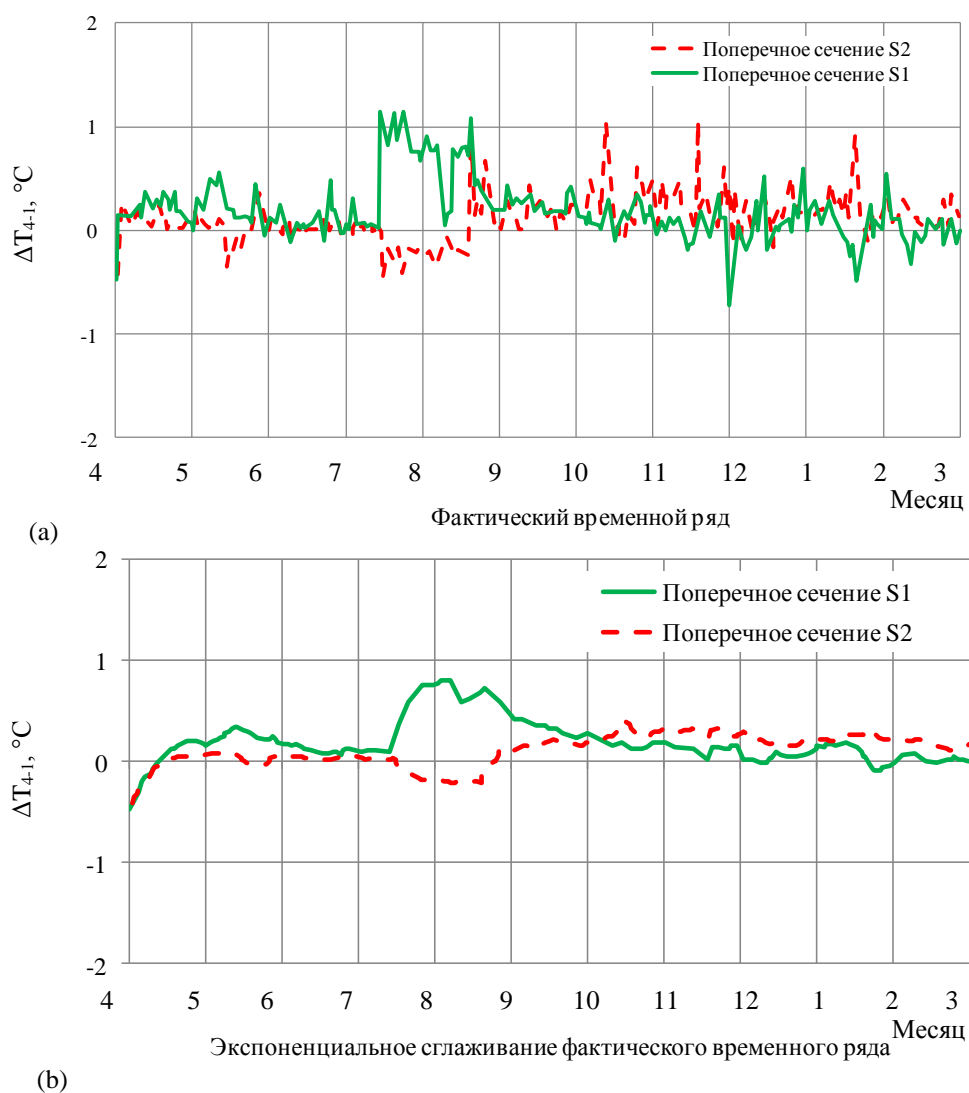 2
Поперечное сечение S2
Поперечное сечение S1
1
ΔT4-1, °C
0
-1
-2
4 5 6 7 8 9 10 11 12 1 2 3
Месяц
Фактический временной ряд
(a)
2
Поперечное сечение S1
Поперечное сечение S2
1
ΔT4-1, °C
0
-1
-2
4 5 6 7 8 9 10 11 12 1 2 3
Месяц
Экспоненциальное сглаживание фактического временного ряда
(b)